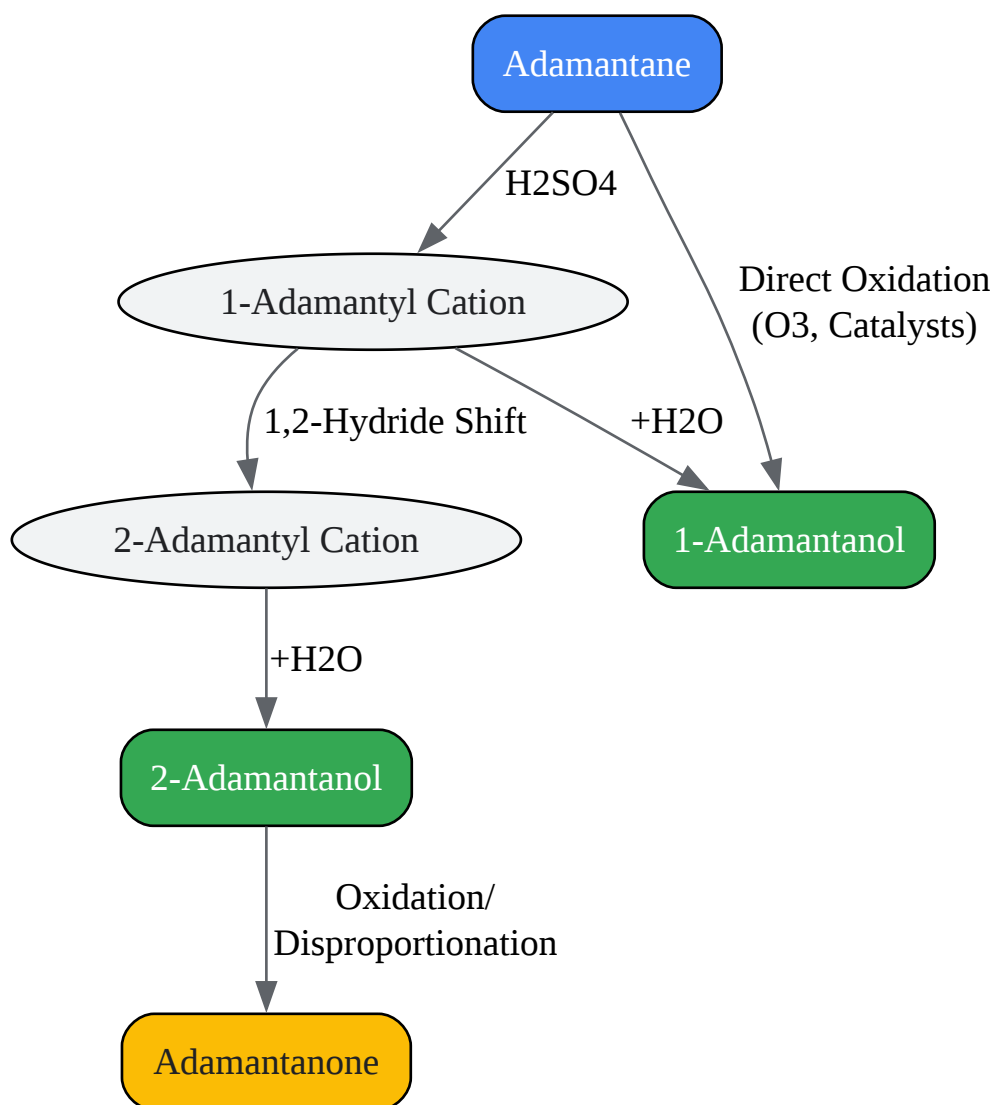 Adamantane
H2SO4
Direct Oxidation
(O3, Catalysts)
1-Adamantyl Cation
1,2-Hydride Shift
+H2O
2-Adamantyl Cation
1-Adamantanol
+H2O
2-Adamantanol
Oxidation/
Disproportionation
Adamantanone